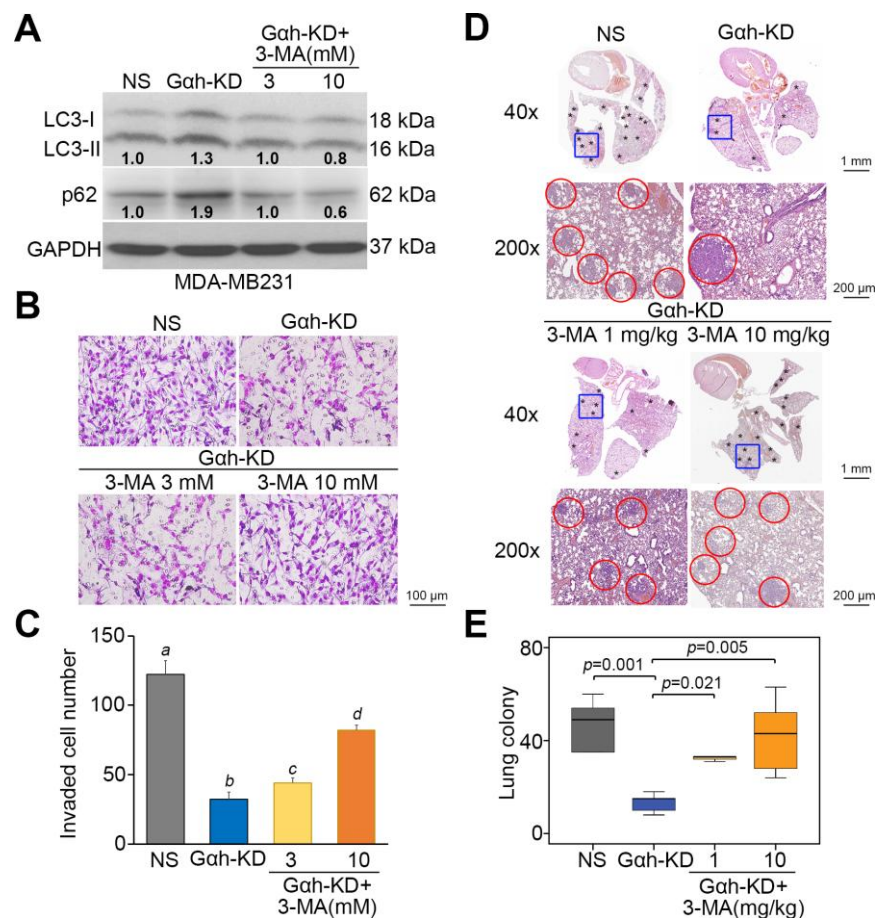 A
Gαh-KD+
3-MA(mM)
NS Gαh-KD 3 10
LC3-I 18 kDa
LC3-II 16 kDa
1.0 1.3 1.0 0.8
p62 62 kDa
1.0 1.9 1.0 0.6
GAPDH 37 kDa
MDA-MB231
B
NS Gαh-KD
Gαh-KD
3-MA 3 mM 3-MA 10 mM
100 µm
C
Invaded cell number
150
100
50
0
a
b
c
d
NS Gαh-KD 3 10
Gαh-KD+
3-MA(mM)
D
NS Gαh-KD
40x
1 mm
200x
200 µm
Gαh-KD
3-MA 1 mg/kg 3-MA 10 mg/kg
40x
1 mm
200x
200 µm
E
Lung colony
80
40
0
p=0.005
p=0.001
p=0.021
NS Gαh-KD 1 10
Gαh-KD+
3-MA(mg/kg)